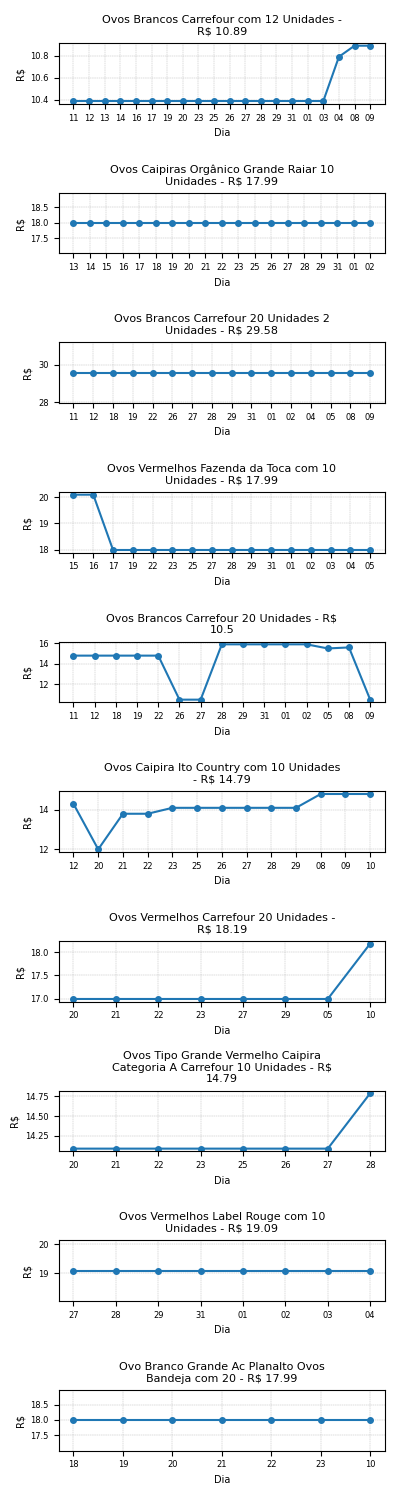 Ovos Brancos Carrefour com 12 Unidades -
R$ 10.89
10.8
10.6
10.4
R$
11 12 13 14 16 17 19 20 23 25 26 27 28 29 31 01 03 04 08 09
Dia
Ovos Caipiras Orgânico Grande Raiar 10
Unidades - R$ 17.99
18.5
18.0
17.5
R$
13 14 15 16 17 18 19 20 21 22 23 25 26 27 28 29 31 01 02
Dia
Ovos Brancos Carrefour 20 Unidades 2
Unidades - R$ 29.58
30
28
R$
11 12 18 19 22 26 27 28 29 31 01 02 04 05 08 09
Dia
Ovos Vermelhos Fazenda da Toca com 10
Unidades - R$ 17.99
20
19
18
R$
15 16 17 19 22 23 25 27 28 29 31 01 02 03 04 05
Dia
Ovos Brancos Carrefour 20 Unidades - R$
10.5
16
14
12
R$
11 12 18 19 22 26 27 28 29 31 01 02 05 08 09
Dia
Ovos Caipira Ito Country com 10 Unidades
- R$ 14.79
14
12
R$
12 20 21 22 23 25 26 27 28 29 08 09 10
Dia
Ovos Vermelhos Carrefour 20 Unidades -
R$ 18.19
18.0
17.5
17.0
R$
20 21 22 23 27 29 05 10
Dia
Ovos Tipo Grande Vermelho Caipira
Categoria A Carrefour 10 Unidades - R$
14.79
14.75
14.50
14.25
R$
20 21 22 23 25 26 27 28
Dia
Ovos Vermelhos Label Rouge com 10
Unidades - R$ 19.09
20
19
R$
27 28 29 31 01 02 03 04
Dia
Ovo Branco Grande Ac Planalto Ovos
Bandeja com 20 - R$ 17.99
18.5
18.0
17.5
R$
18 19 20 21 22 23 10
Dia